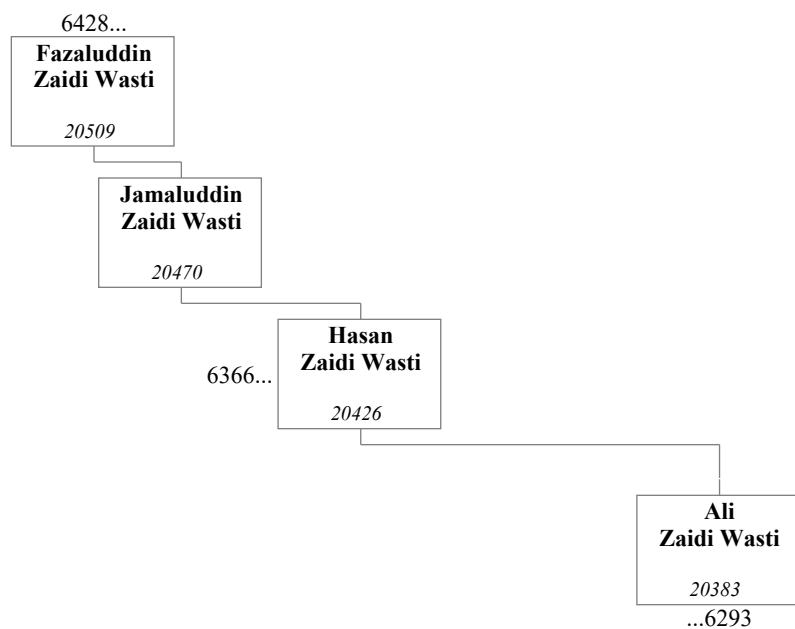 6428...
Fazaluddin
Zaidi Wasti
20509
Jamaluddin
Zaidi Wasti
20470
Hasan
Zaidi Wasti
6366...
20426
Ali
Zaidi Wasti
20383
...6293